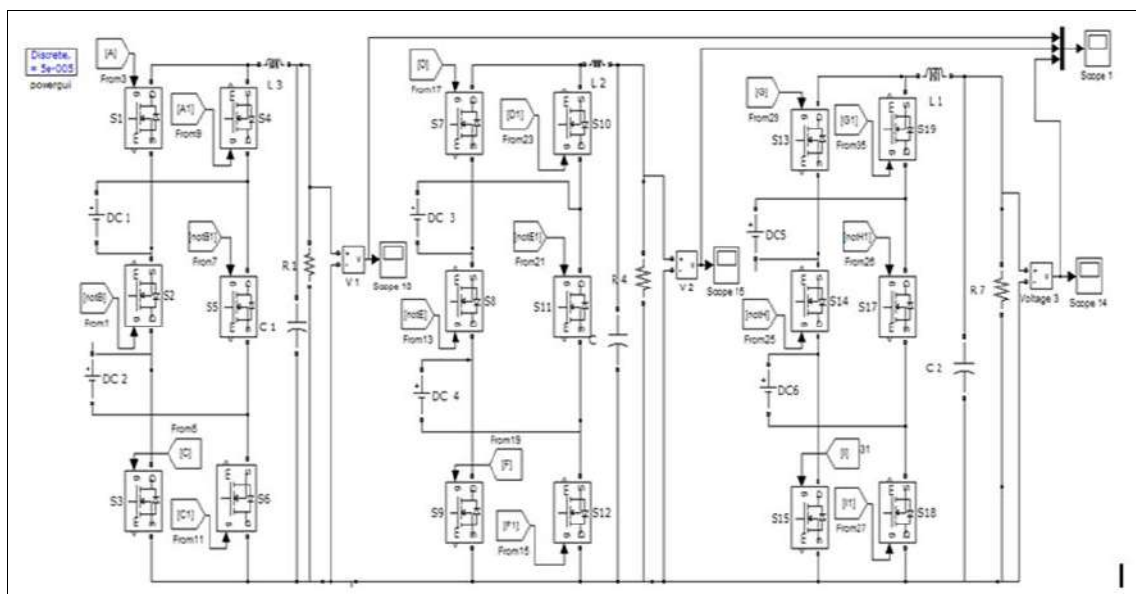 Discrete,
= 5e-005
powergui
[A]
From3
S1
[A1]
From9
S4
L 3
DC 1
[notB]
From1
S2
[notB1]
From7
S5
R 1
C 1
V 1
Scope 10
DC 2
From5
[C]
S3
[C1]
From11
S6
[D]
From17
S7
[D1]
From23
S10
L 2
DC 3
[notE]
From13
S8
[notE1]
From21
S11
R 4
C
V 2
Scope 15
DC 4
From19
[F]
S9
[F1]
From15
S12
[G]
From29
S13
[G1]
From35
S19
L 1
DC5
[notH]
From25
S14
[notH1]
From26
S17
R 7
C 2
Voltage 3
Scope 14
Scope 1
DC6
[I]
31
S15
[I1]
From27
S18